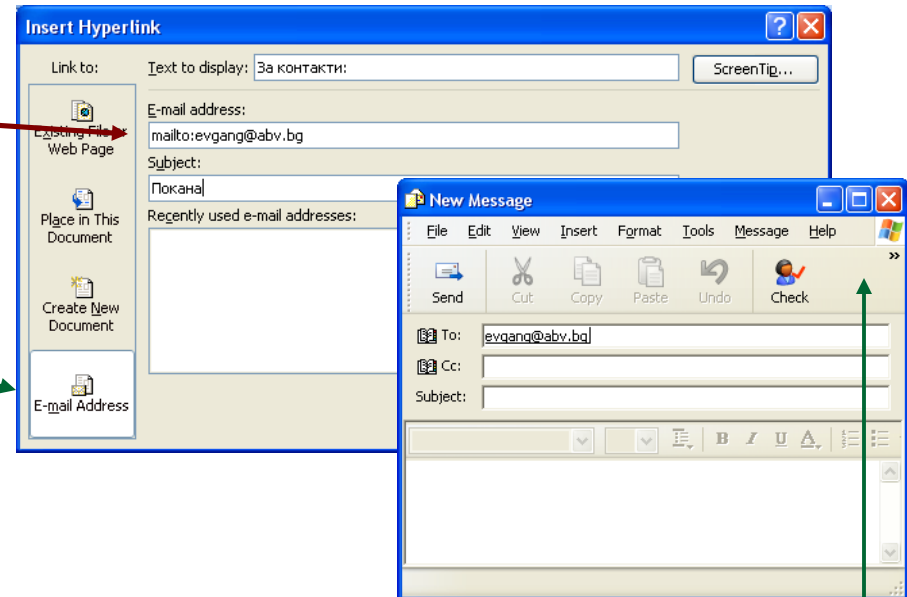 Insert Hyperlink
Link to:
Text to display: За контакти:
ScreenTip...
Existing File or
Web Page
E-mail address:
mailto:evgang@abv.bg
Subject:
Покана
Place in This
Document
Recently used e-mail addresses:
Create New
Document
E-mail Address
New Message
File Edit View Insert Format Tools Message Help
Send Cut Copy Paste Undo Check
To: evgang@abv.bg
Cc:
Subject:
B I U A